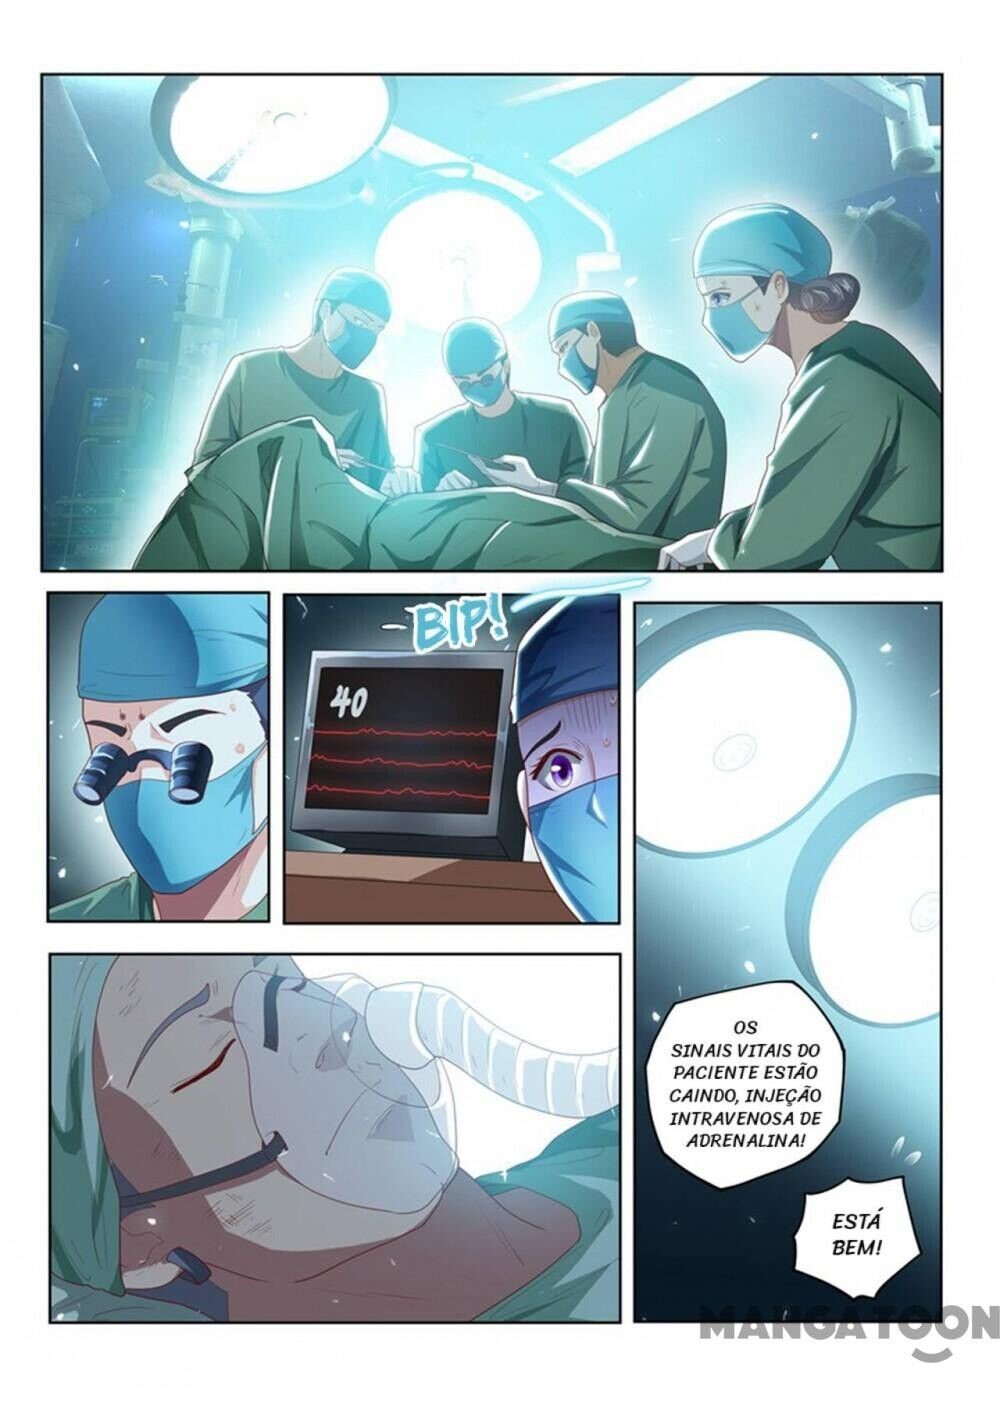 BIP!
40
OS
SINAIS VITAIS DO
PACIENTE ESTÃO
CAINDO, INJEÇÃO
INTRAVENOSA DE
ADRENALINA!
ESTÁ
BEM!
MANGATOON